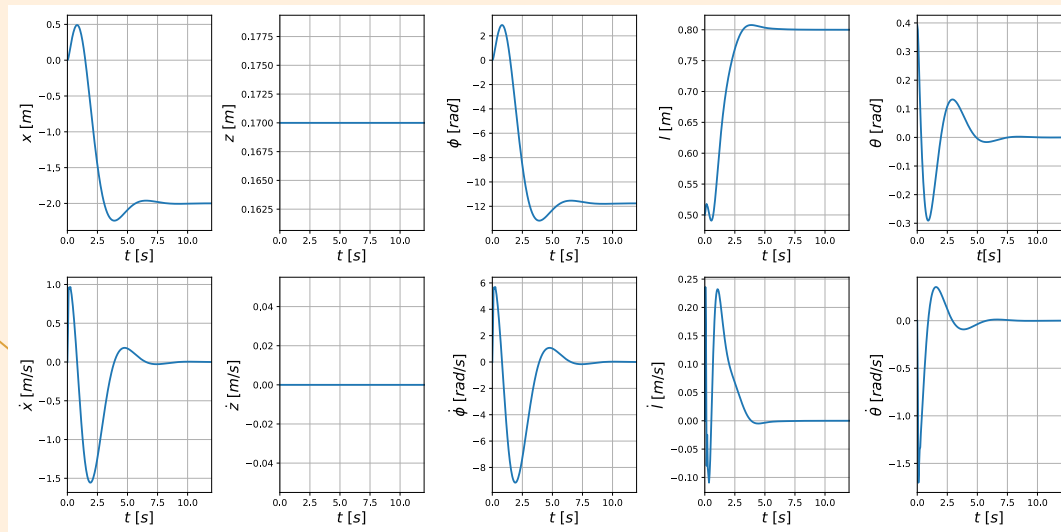 x [m]
0.5
0.0
−0.5
−1.0
−1.5
−2.0
0.0 2.5 5.0 7.5 10.0
t [s]
z [m]
0.1775
0.1750
0.1725
0.1700
0.1675
0.1650
0.1625
0.0 2.5 5.0 7.5 10.0
t [s]
ϕ [rad]
2
0
−2
−4
−6
−8
−10
−12
0.0 2.5 5.0 7.5 10.0
t [s]
l [m]
0.80
0.75
0.70
0.65
0.60
0.55
0.50
0.0 2.5 5.0 7.5 10.0
t [s]
θ [rad]
0.4
0.3
0.2
0.1
0.0
−0.1
−0.2
−0.3
0.0 2.5 5.0 7.5 10.0
t[s]
ẋ [m/s]
1.0
0.5
0.0
−0.5
−1.0
−1.5
0.0 2.5 5.0 7.5 10.0
t [s]
ż [m/s]
0.04
0.02
0.00
−0.02
−0.04
0.0 2.5 5.0 7.5 10.0
t [s]
ϕ̇ [rad/s]
6
4
2
0
−2
−4
−6
−8
0.0 2.5 5.0 7.5 10.0
t [s]
l̇ [m/s]
0.25
0.20
0.15
0.10
0.05
0.00
−0.05
−0.10
0.0 2.5 5.0 7.5 10.0
t [s]
θ̇ [rad/s]
0.0
−0.5
−1.0
−1.5
0.0 2.5 5.0 7.5 10.0
t [s]